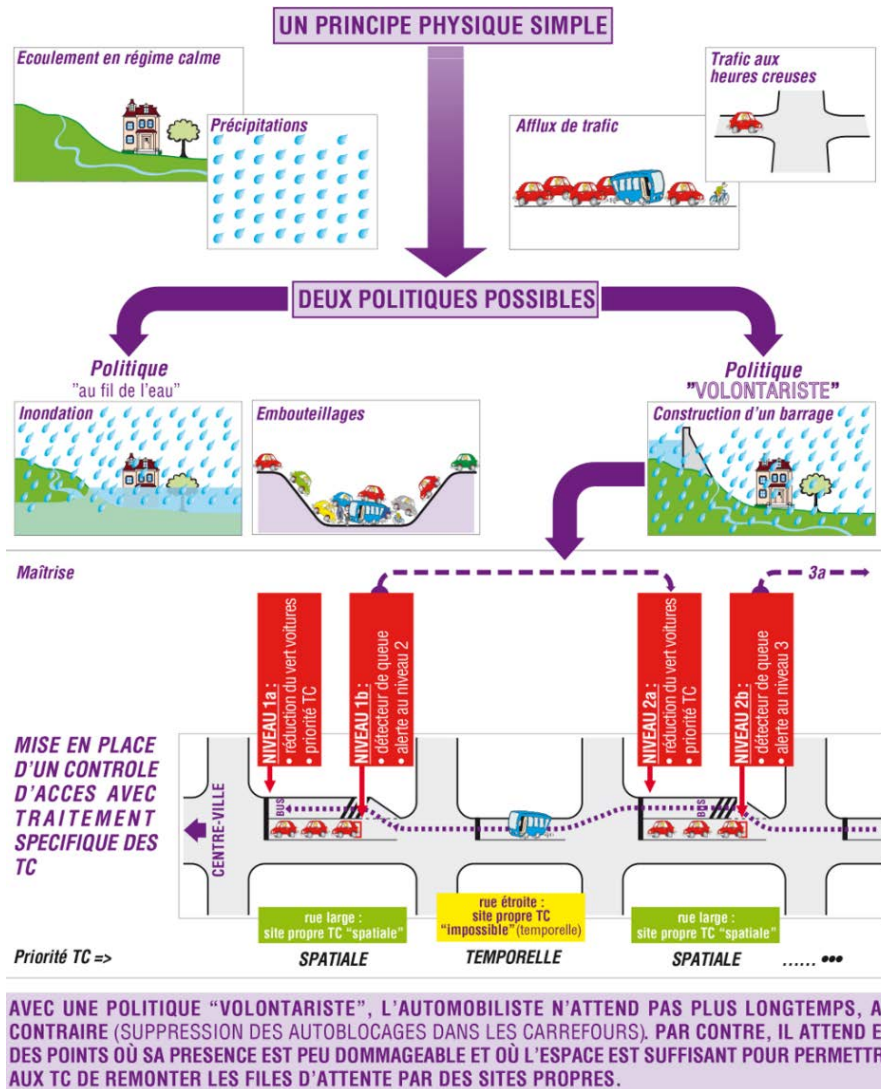 UN PRINCIPE PHYSIQUE SIMPLE
Ecoulement en régime calme
Précipitations
Afflux de trafic
Trafic aux
heures creuses
DEUX POLITIQUES POSSIBLES
Politique
"au fil de l'eau"
Inondation
Embouteillages
Politique
"VOLONTARISTE"
Construction d'un barrage
Maîtrise
3a
NIVEAU 1a :
• réduction du vert voitures
• priorité TC
NIVEAU 1b :
• détecteur de queue
• alerte au niveau 2
NIVEAU 2a :
• réduction du vert voitures
• priorité TC
NIVEAU 2b :
• détecteur de queue
• alerte au niveau 3
MISE EN PLACE
D'UN CONTROLE
D'ACCES AVEC
TRAITEMENT
SPECIFIQUE DES
TC
CENTRE-VILLE
BUS
BUS
rue large :
site propre TC "spatiale"
rue étroite :
site propre TC
"impossible" (temporelle)
rue large :
site propre TC "spatiale"
Priorité TC =>
SPATIALE
TEMPORELLE
SPATIALE
...... •••
AVEC UNE POLITIQUE "VOLONTARISTE", L'AUTOMOBILISTE N'ATTEND PAS PLUS LONGTEMPS, A
CONTRAIRE (SUPPRESSION DES AUTOBLOCAGES DANS LES CARREFOURS). PAR CONTRE, IL ATTEND E
DES POINTS OÙ SA PRESENCE EST PEU DOMMAGEABLE ET OÙ L'ESPACE EST SUFFISANT POUR PERMETTR
AUX TC DE REMONTER LES FILES D'ATTENTE PAR DES SITES PROPRES.